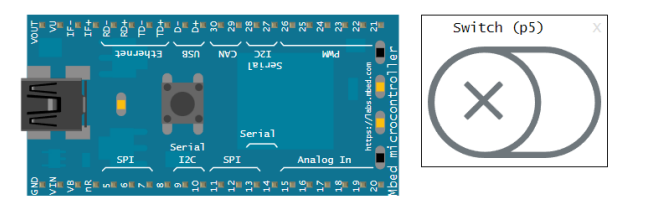 VOUT VU IF- IF+ RD- RD+ TD- TD+ D- D+ 30 29 28 27 26 25 24 23 22 21
Ethernet USB CAN I2C PWM
Serial
https://labs.mbed.com
Mbed microcontroller
Serial
Serial
SPI I2C SPI Analog In
GND VIN VB nR 5 6 7 8 9 10 11 12 13 14 15 16 17 18 19 20
Switch (p5) X